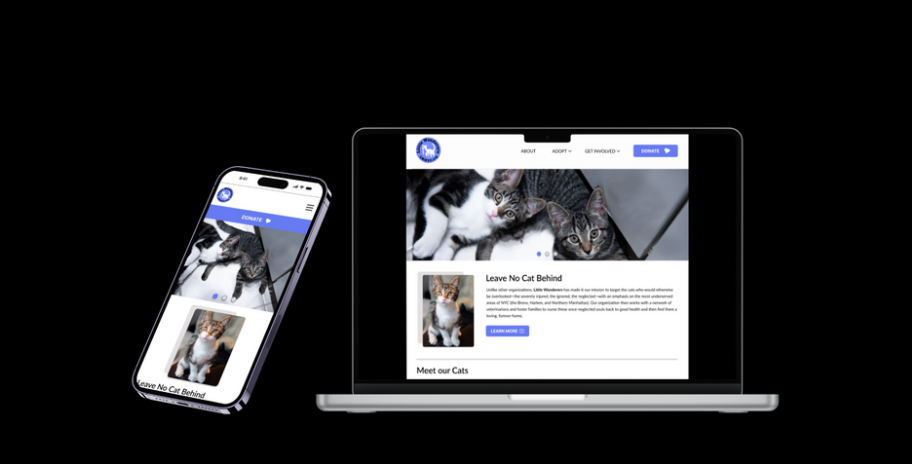 9:41
DONATE
Leave No Cat Behind
ABOUT
ADOPT
GET INVOLVED
DONATE
Leave No Cat Behind
Unlike other organizations, Little Wanderers has made it our mission to target the cats who would otherwise
be overlooked—the severely injured, the ignored, the neglected—with an emphasis on the most underserved
areas of NYC (the Bronx, Harlem, and Northern Manhattan). Our organization then works with a network of
veterinarians and foster families to nurse these once neglected souls back to good health and then find them a
loving, forever home.
LEARN MORE
Meet our Cats